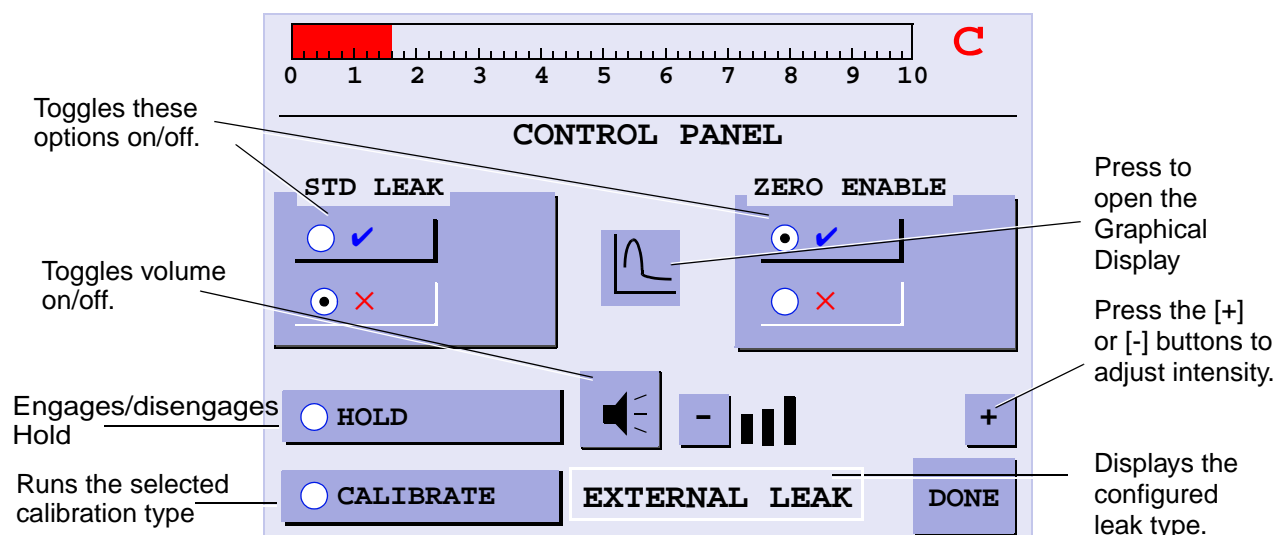 C
0 1 2 3 4 5 6 7 8 9 10
Toggles these
options on/off.
CONTROL PANEL
STD LEAK
ZERO ENABLE
✔
✔
✕
✕
Press to
open the
Graphical
Display
Toggles volume
on/off.
Press the [+]
or [-] buttons to
adjust intensity.
Engages/disengages
Hold
HOLD
-
+
Runs the selected
calibration type
CALIBRATE
EXTERNAL LEAK
DONE
Displays the
configured
leak type.